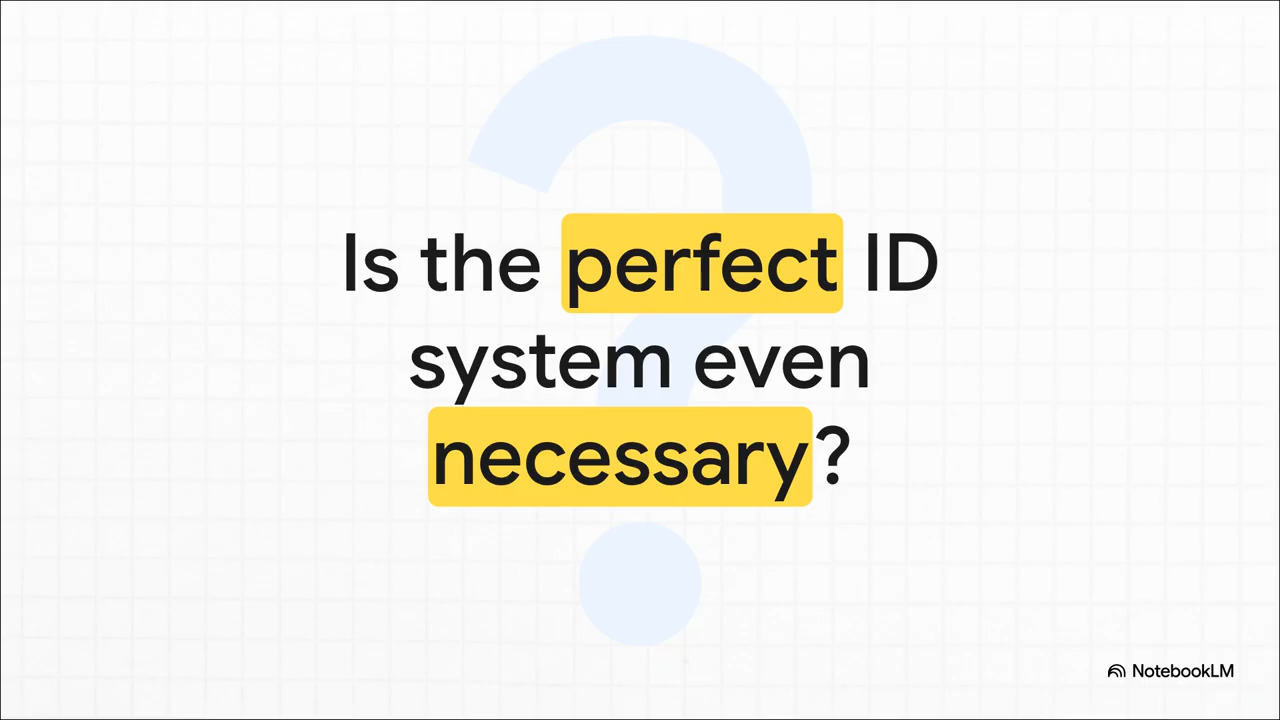 Is the perfect ID
system even
necessary?
NotebookLM